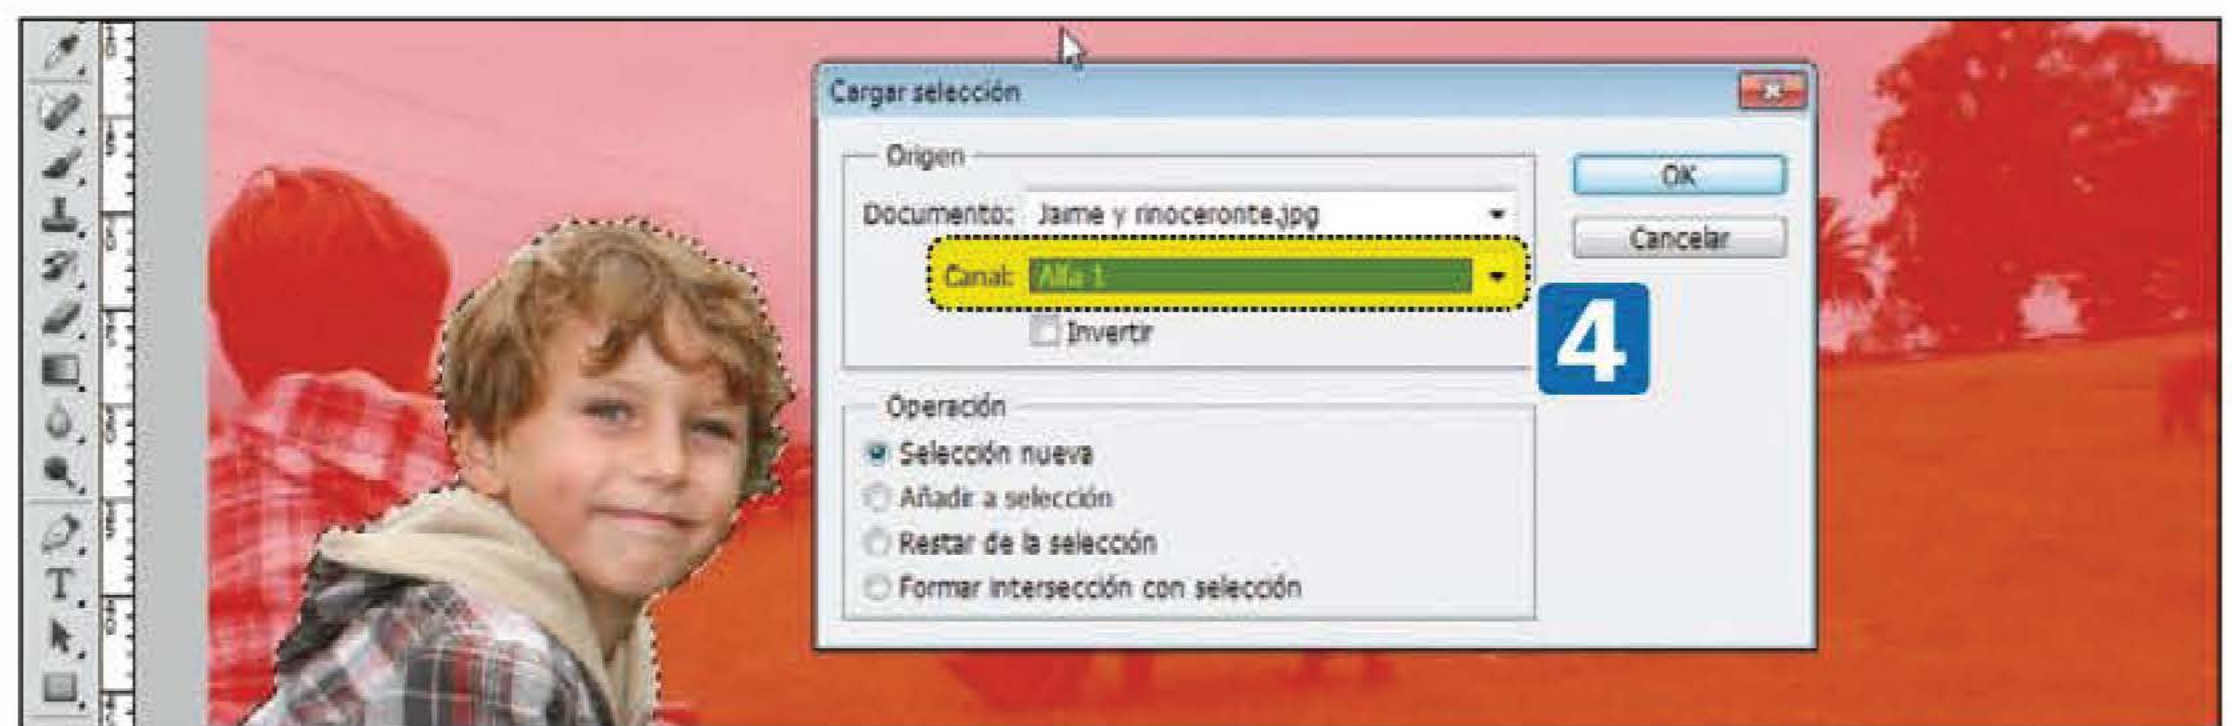 Cargar selección
Origen
Documento: Jaime y rinoceronte.jpg
Canal: Alfa 1
Invertir
OK
Cancelar
4
Operación
Selección nueva
Añadir a selección
Restar de la selección
Formar intersección con selección
T